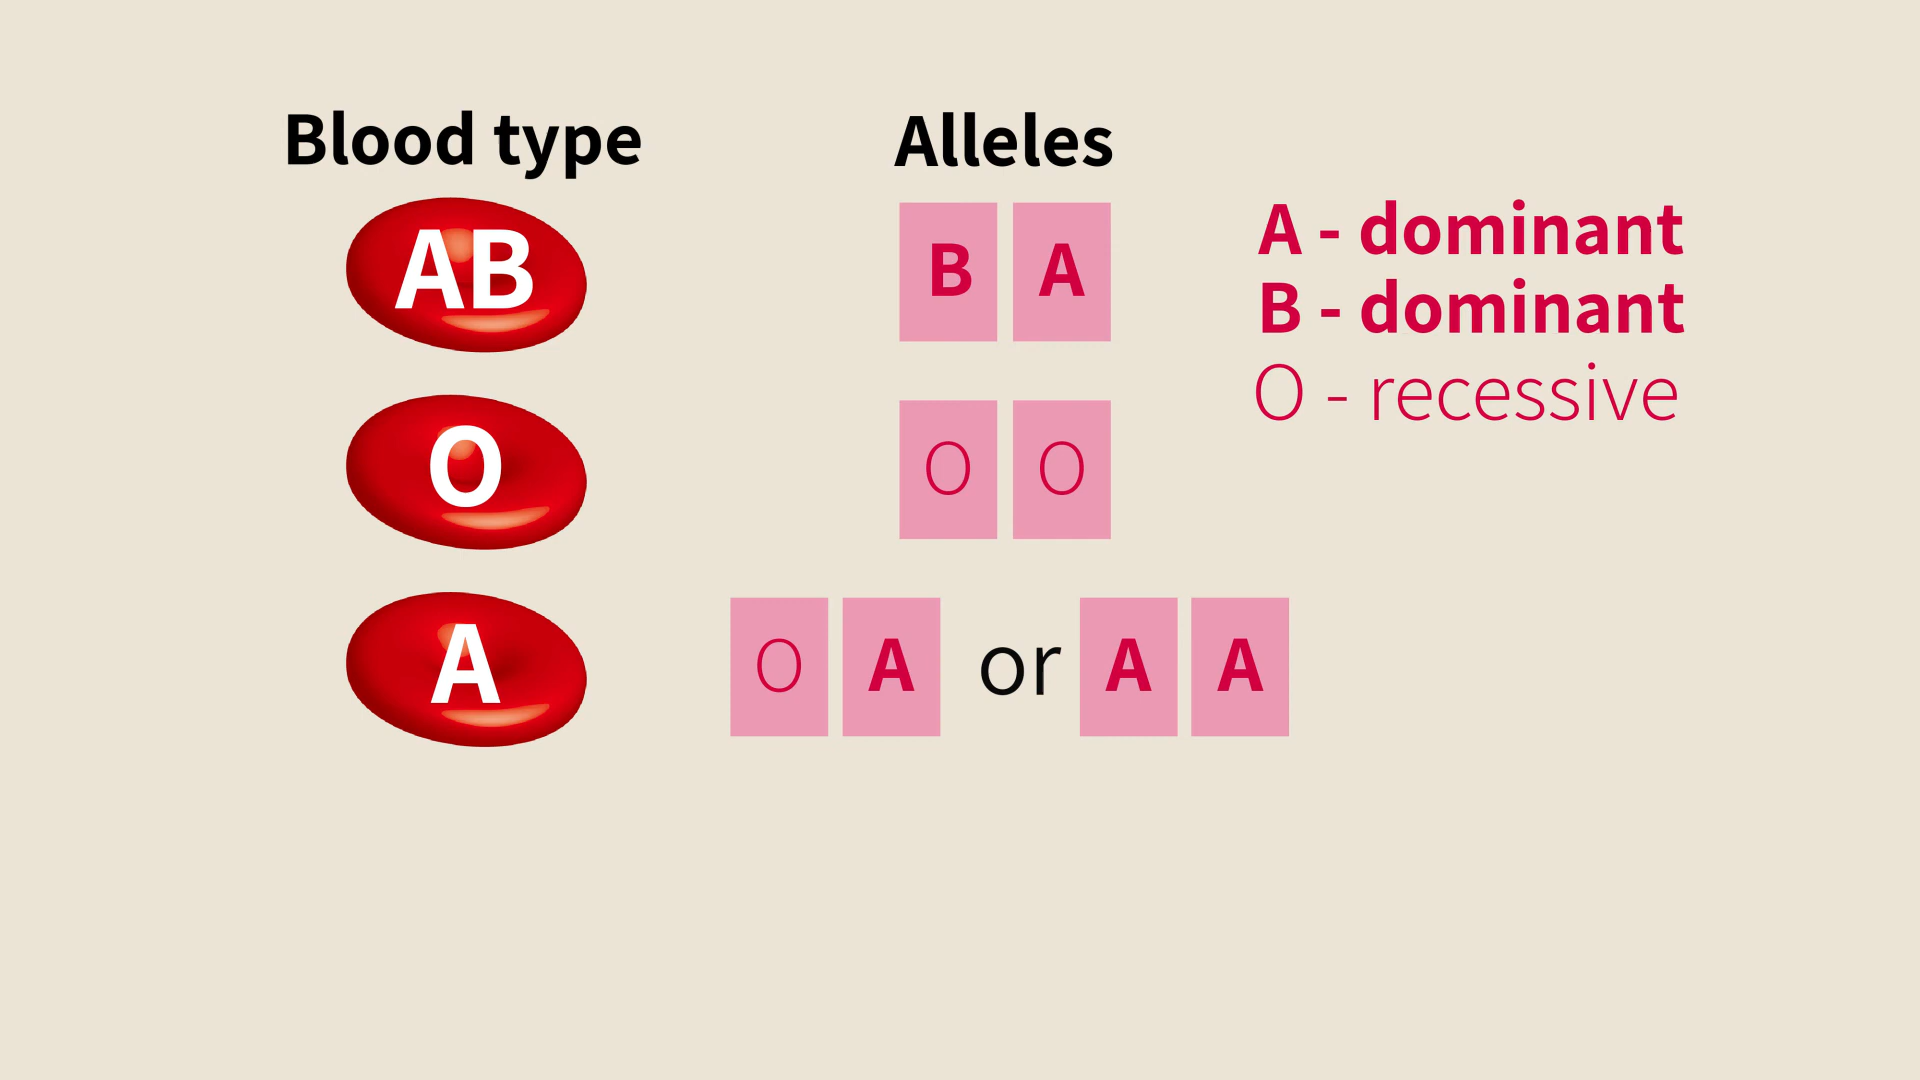 Blood type
Alleles
AB
B A
A - dominant
B - dominant
O - recessive
O
O O
A
O A or A A